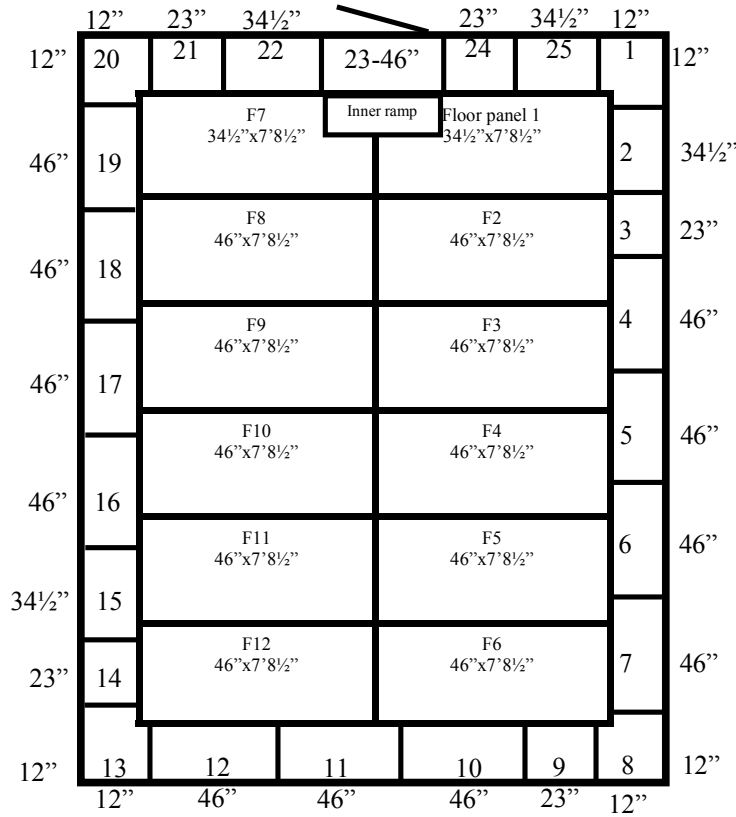 12” 23” 34½” 23” 34½” 12”
12” 20 21 22 23-46” 24 25 1 12”
F7 Inner ramp Floor panel 1
34½”x7’8½” 34½”x7’8½”
46” 19 2 34½”
F8 F2
46”x7’8½” 46”x7’8½”
3 23”
46” 18
F9 F3
46”x7’8½” 46”x7’8½”
4 46”
46” 17
F10 F4
46”x7’8½” 46”x7’8½”
5 46”
46” 16
F11 F5
46”x7’8½” 46”x7’8½”
6 46”
34½” 15
F12 F6
46”x7’8½” 46”x7’8½”
7 46”
23” 14
12” 13 12 11 10 9 8 12”
12” 46” 46” 46” 23” 12”